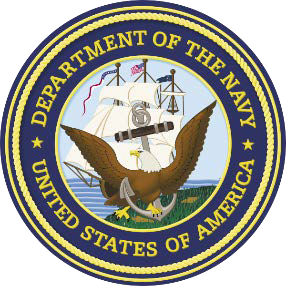 DEPARTMENT OF THE NAVY
UNITED STATES OF AMERICA